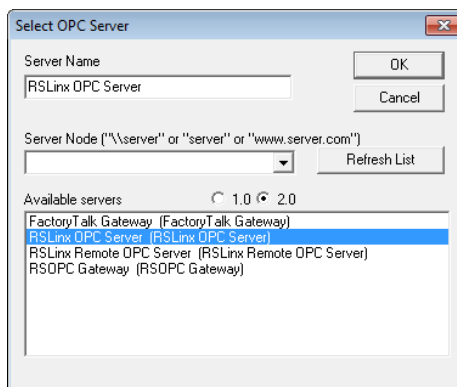 Select OPC Server
Server Name
RSLinx OPC Server
OK
Cancel
Server Node ("\\server" or "server" or "www.server.com")
Refresh List
Available servers 1.0 2.0
FactoryTalk Gateway (FactoryTalk Gateway)
RSLinx OPC Server (RSLinx OPC Server)
RSLinx Remote OPC Server (RSLinx Remote OPC Server)
RSOPC Gateway (RSOPC Gateway)